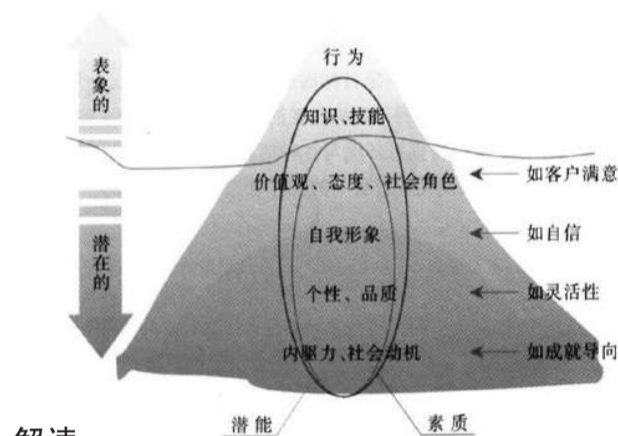 行为
表象的
知识、技能
价值观、态度、社会角色
如客户满意
自我形象
如自信
潜在的
个性、品质
如灵活性
内驱力、社会动机
如成就导向
潜能
素质